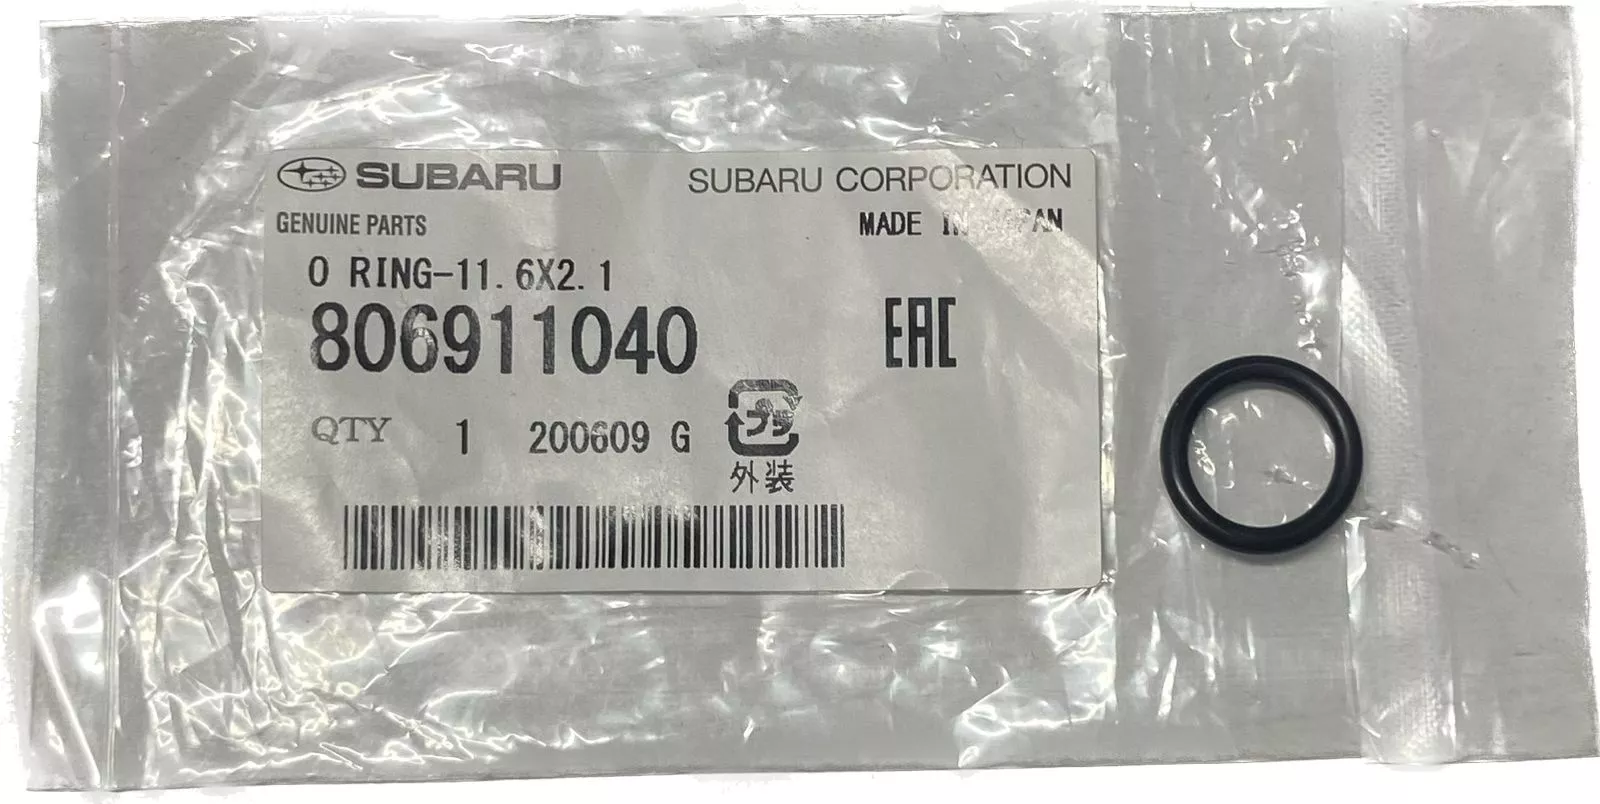 SUBARU SUBARU CORPORATION
GENUINE PARTS MADE IN JAPAN
O RING-11.6X2.1
806911040 EAC
QTY 1 200609 G プラ
外装